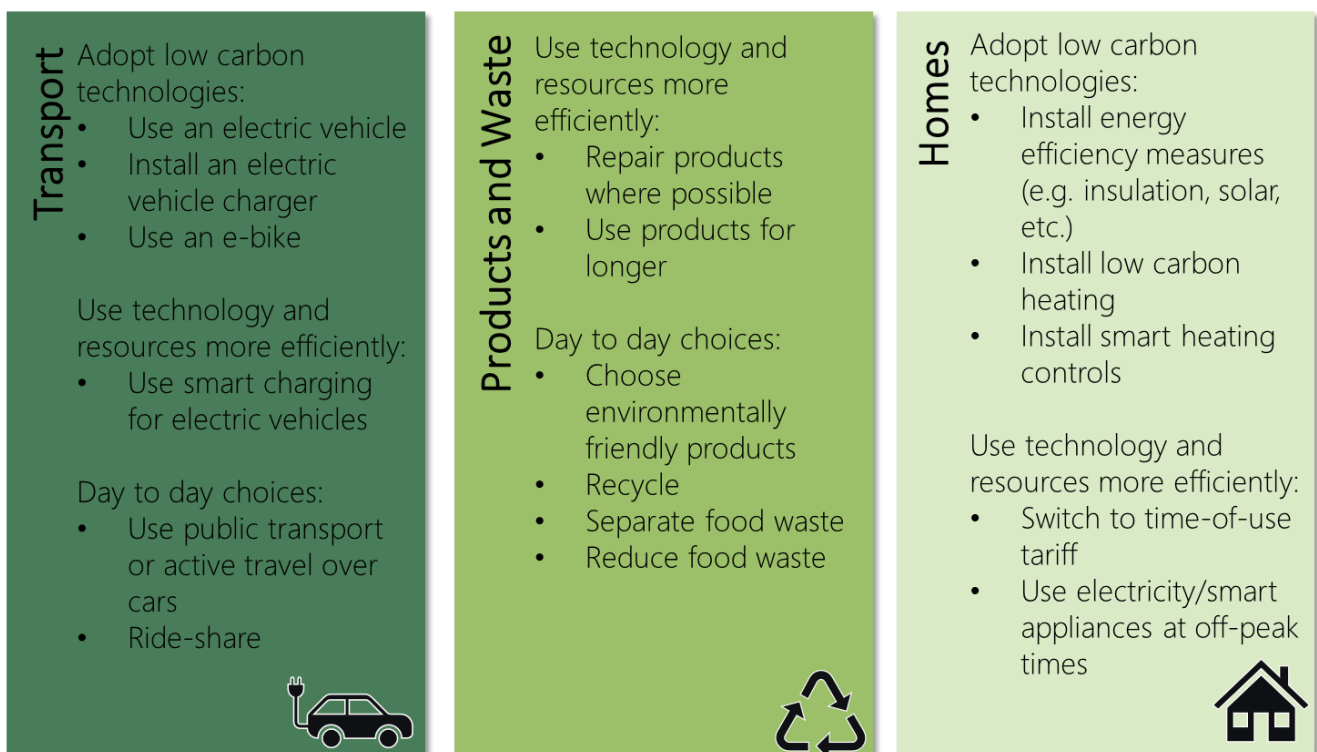 Transport
Adopt low carbon
technologies:
• Use an electric vehicle
• Install an electric
vehicle charger
• Use an e-bike
Use technology and
resources more efficiently:
• Use smart charging
for electric vehicles
Day to day choices:
• Use public transport
or active travel over
cars
• Ride-share
Products and Waste
Use technology and
resources more
efficiently:
• Repair products
where possible
• Use products for
longer
Day to day choices:
• Choose
environmentally
friendly products
• Recycle
• Separate food waste
• Reduce food waste
Homes
Adopt low carbon
technologies:
• Install energy
efficiency measures
(e.g. insulation, solar,
etc.)
• Install low carbon
heating
• Install smart heating
controls
Use technology and
resources more efficiently:
• Switch to time-of-use
tariff
• Use electricity/smart
appliances at off-peak
times